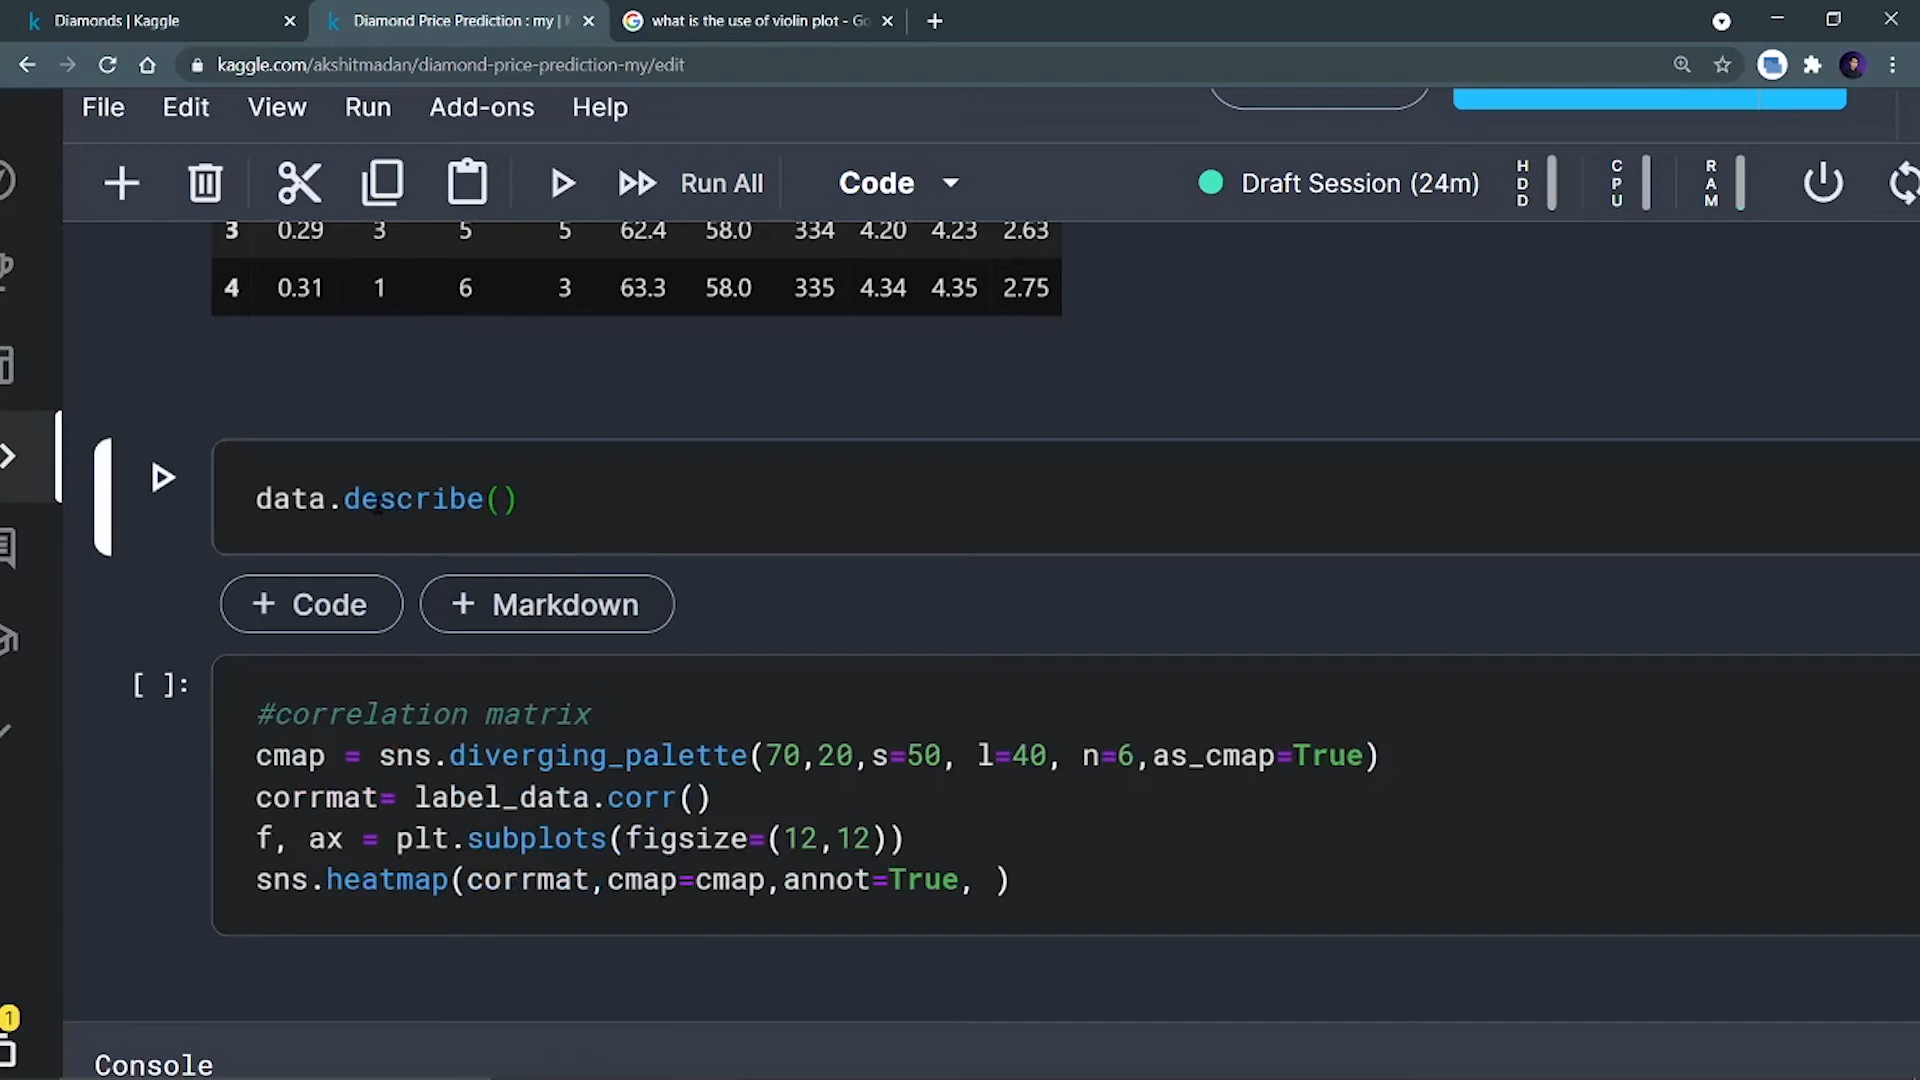 Diamonds | Kaggle
Diamond Price Prediction : my |
what is the use of violin plot - Go
kaggle.com/akshitmadan/diamond-price-prediction-my/edit
File Edit View Run Add-ons Help
Run All Code Draft Session (24m) HDD CPU RAM
3 0.29 3 5 5 62.4 58.0 334 4.20 4.23 2.63
4 0.31 1 6 3 63.3 58.0 335 4.34 4.35 2.75
data.describe()
+ Code + Markdown
[ ]:
#correlation matrix
cmap = sns.diverging_palette(70,20,s=50, l=40, n=6,as_cmap=True)
corrmat= label_data.corr()
f, ax = plt.subplots(figsize=(12,12))
sns.heatmap(corrmat,cmap=cmap,annot=True, )
1
Console